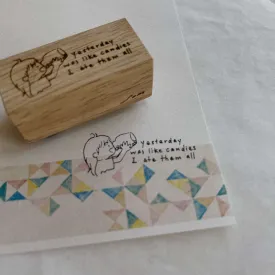 yesterday
was like candies
I ate them all
yesterday
was like candies
I ate them all